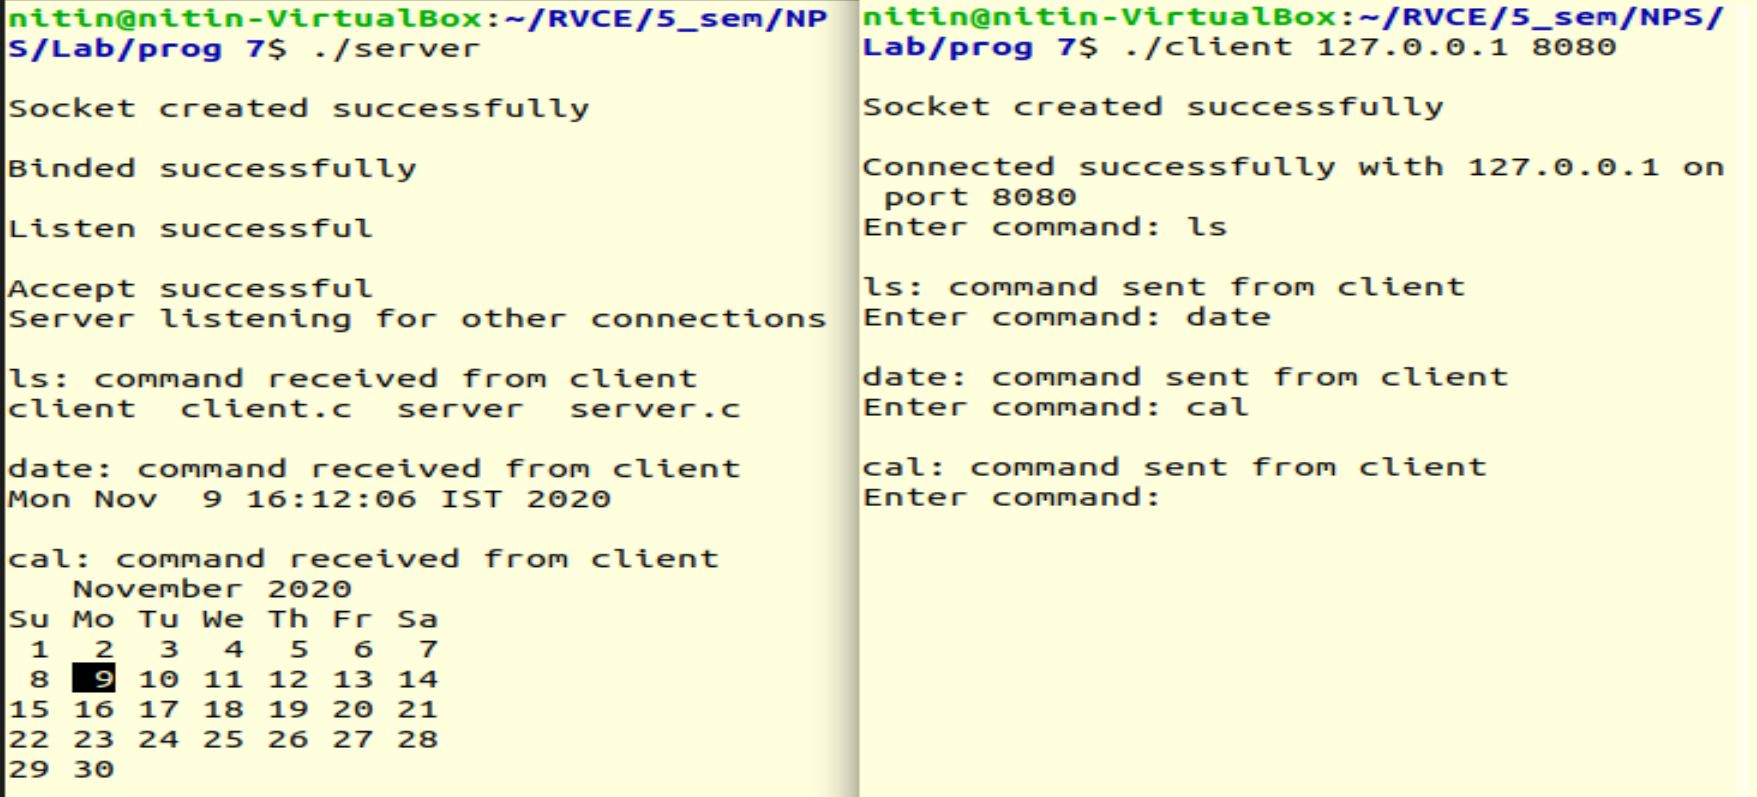 nitin@nitin-VirtualBox:~/RVCE/5_sem/NP
S/Lab/prog 7$ ./server
Socket created successfully
Binded successfully
Listen successful
Accept successful
Server listening for other connections
ls: command received from client
client  client.c  server  server.c
date: command received from client
Mon Nov  9 16:12:06 IST 2020
cal: command received from client
   November 2020
Su Mo Tu We Th Fr Sa
 1  2  3  4  5  6  7
 8  9 10 11 12 13 14
15 16 17 18 19 20 21
22 23 24 25 26 27 28
29 30
nitin@nitin-VirtualBox:~/RVCE/5_sem/NPS/
Lab/prog 7$ ./client 127.0.0.1 8080
Socket created successfully
Connected successfully with 127.0.0.1 on
 port 8080
Enter command: ls
ls: command sent from client
Enter command: date
date: command sent from client
Enter command: cal
cal: command sent from client
Enter command: